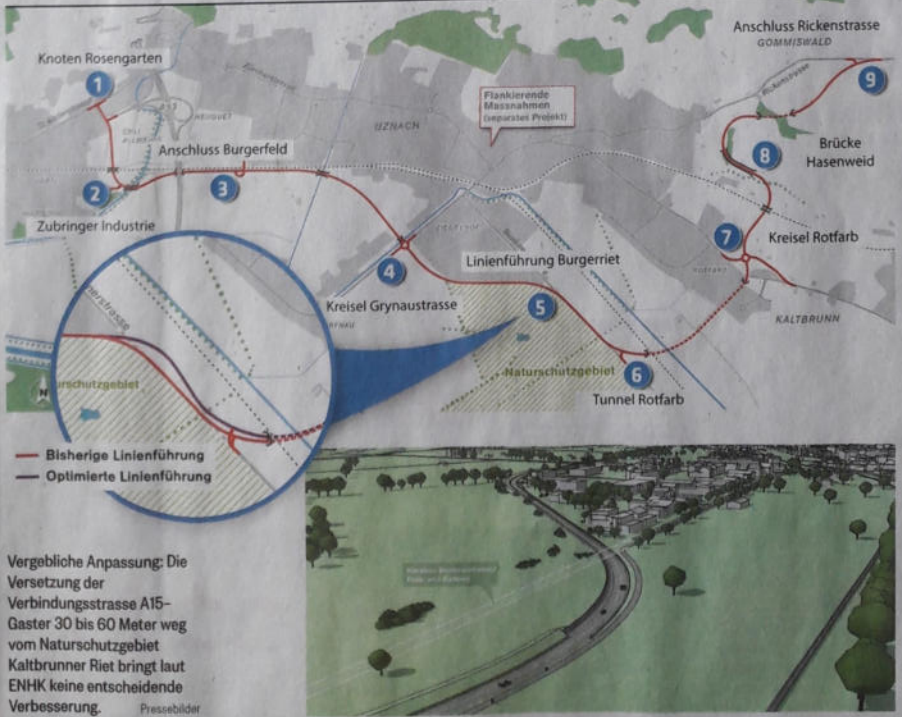 Anschluss Rickenstrasse
GOMMISWALD
Knoten Rosengarten
1
9
Rickenstrasse
Flankierende
Massnahmen
(separates Projekt)
UZNACH
A53
Anschluss Burgerfeld
Brücke
Hasenweid
8
2
3
Zubringer Industrie
7
Kreisel Rotfarb
4
Linienführung Burgerriet
Kreisel Grynaustrasse
5
KALTBRUNN
Naturschutzgebiet
6
Tunnel Rotfarb
urschutzgebiet
N
Bisherige Linienführung
Optimierte Linienführung
Vergebliche Anpassung: Die
Versetzung der
Verbindungsstrasse A15–
Gaster 30 bis 60 Meter weg
vom Naturschutzgebiet
Kaltbrunner Riet bringt laut
ENHK keine entscheidende
Verbesserung. Pressebilder